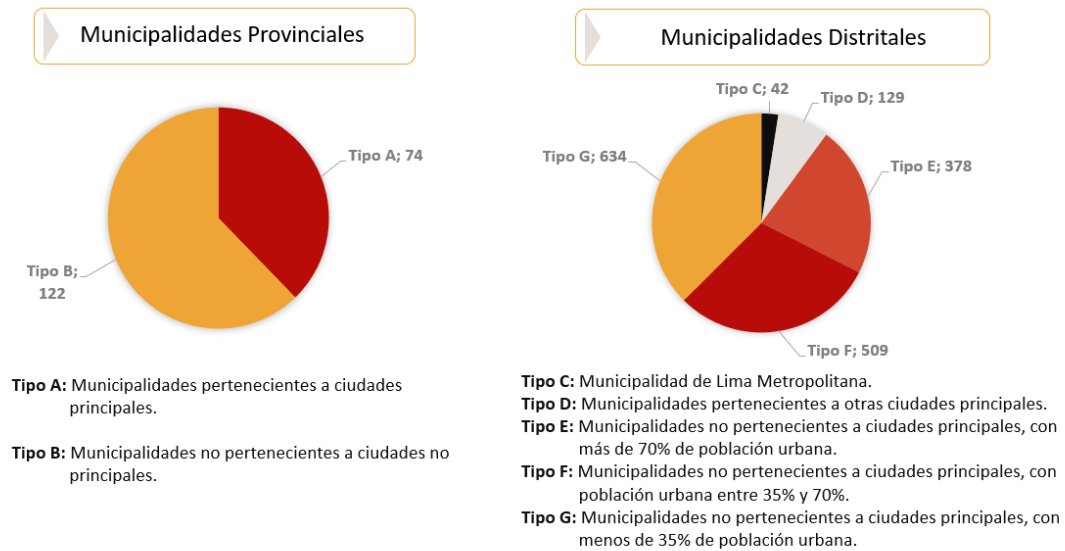 Municipalidades Provinciales
Tipo A; 74
Tipo B;
122
Tipo A: Municipalidades pertenecientes a ciudades
principales.
Tipo B: Municipalidades no pertenecientes a ciudades no
principales.
Municipalidades Distritales
Tipo C; 42
Tipo D; 129
Tipo G; 634
Tipo E; 378
Tipo F; 509
Tipo C: Municipalidad de Lima Metropolitana.
Tipo D: Municipalidades pertenecientes a otras ciudades principales.
Tipo E: Municipalidades no pertenecientes a ciudades principales, con
más de 70% de población urbana.
Tipo F: Municipalidades no pertenecientes a ciudades principales, con
población urbana entre 35% y 70%.
Tipo G: Municipalidades no pertenecientes a ciudades principales, con
menos de 35% de población urbana.